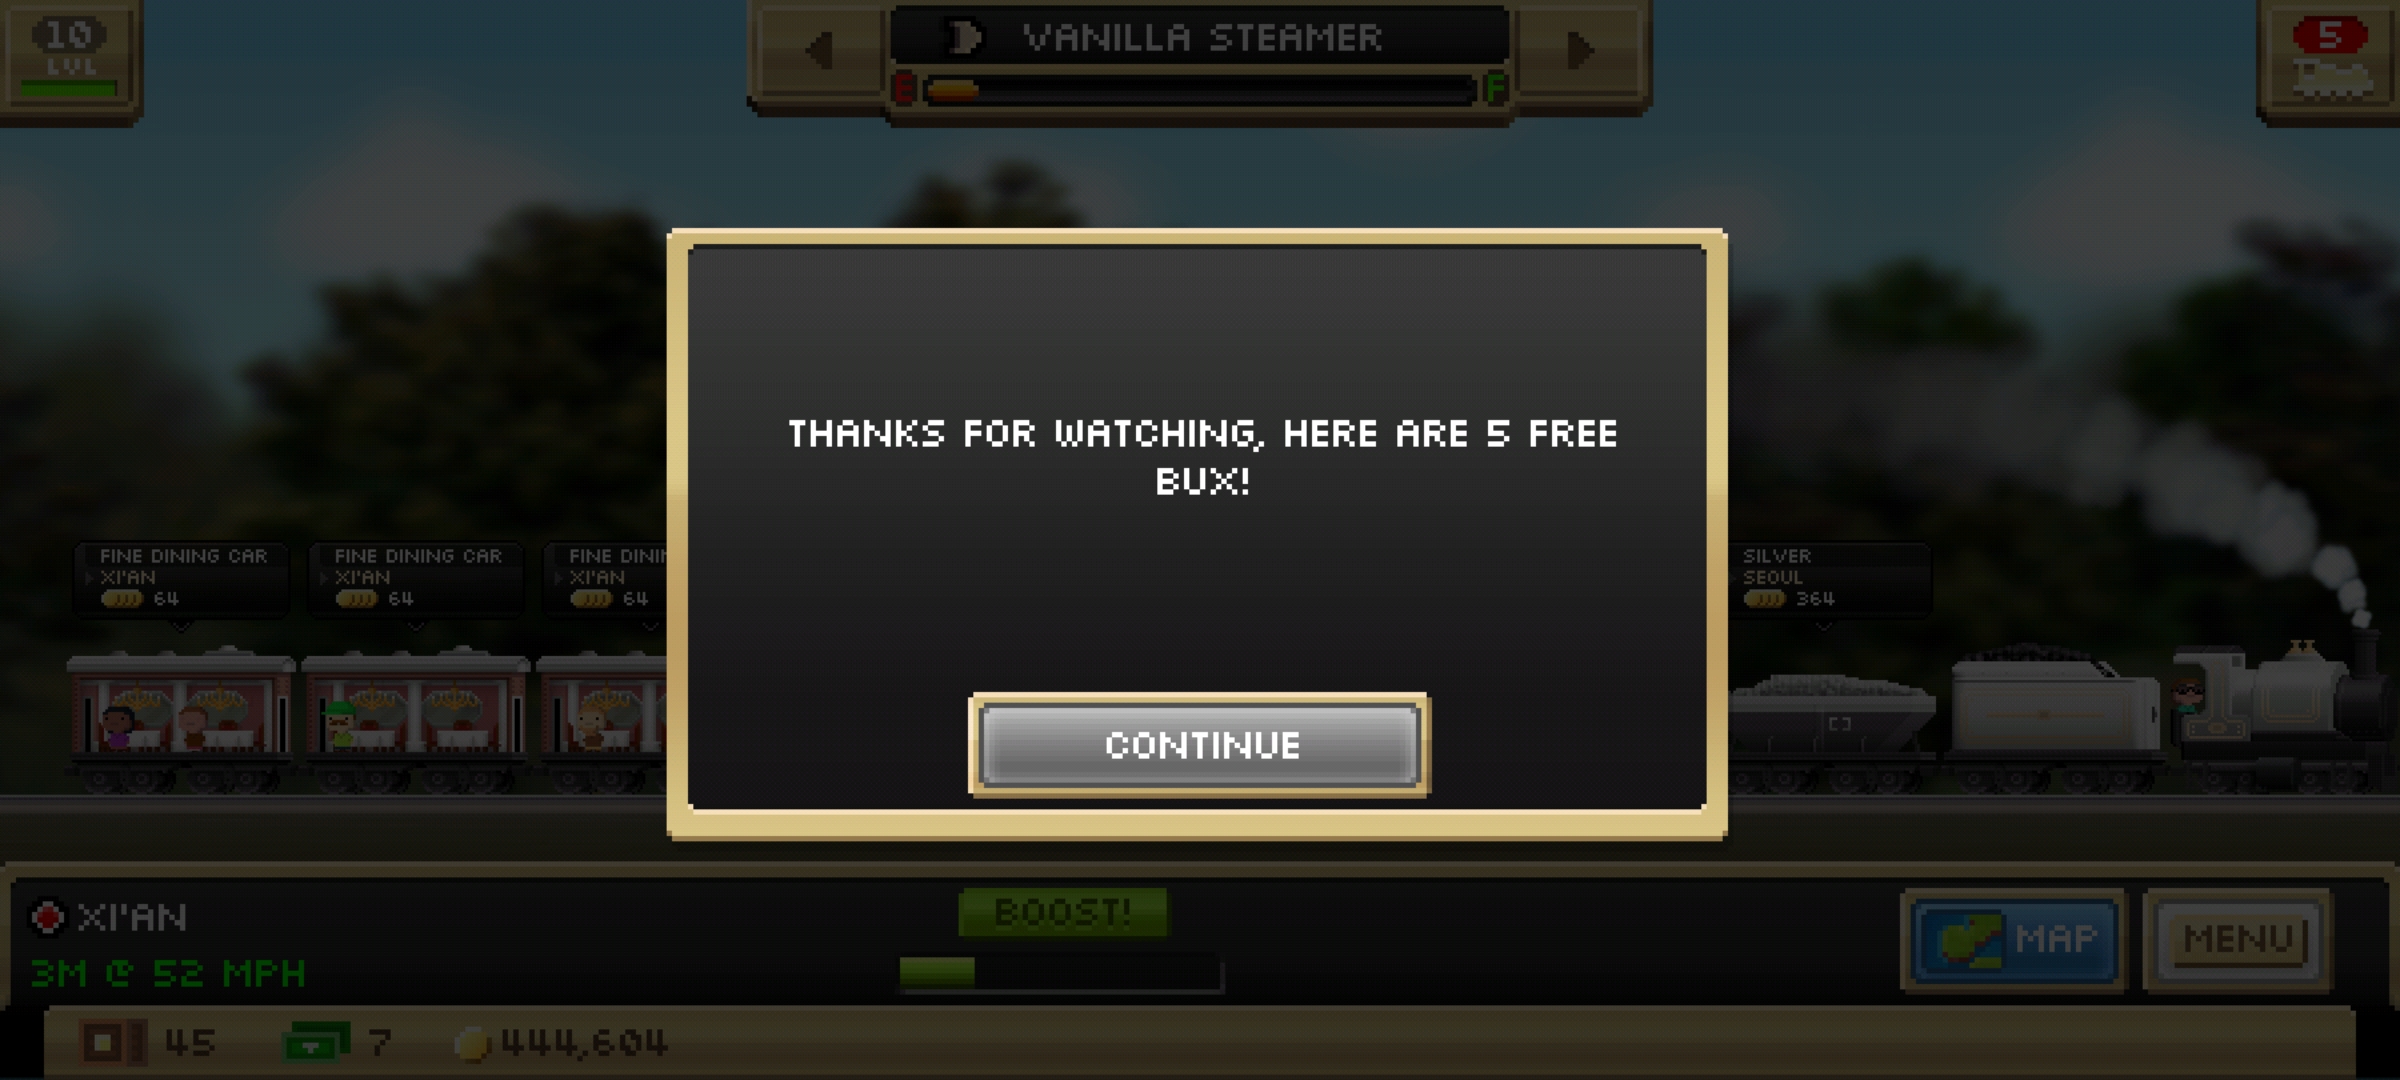 10
LVL
VANILLA STEAMER
E
F
5
THANKS FOR WATCHING, HERE ARE 5 FREE
BUX!
CONTINUE
FINE DINING CAR
XI'AN
64
FINE DINING CAR
XI'AN
64
FINE DININ
XI'AN
64
SILVER
SEOUL
364
XI'AN
3M @ 52 MPH
BOOST!
MAP
MENU
45
7
444,604